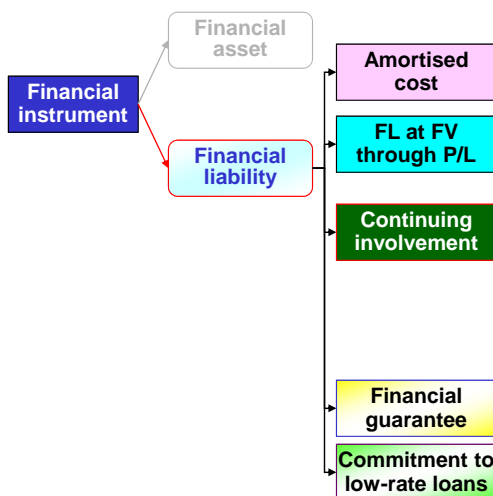 Financial
asset
Financial
instrument
Financial
liability
Amortised
cost
FL at FV
through P/L
Continuing
involvement
Financial
guarantee
Commitment to
low-rate loans